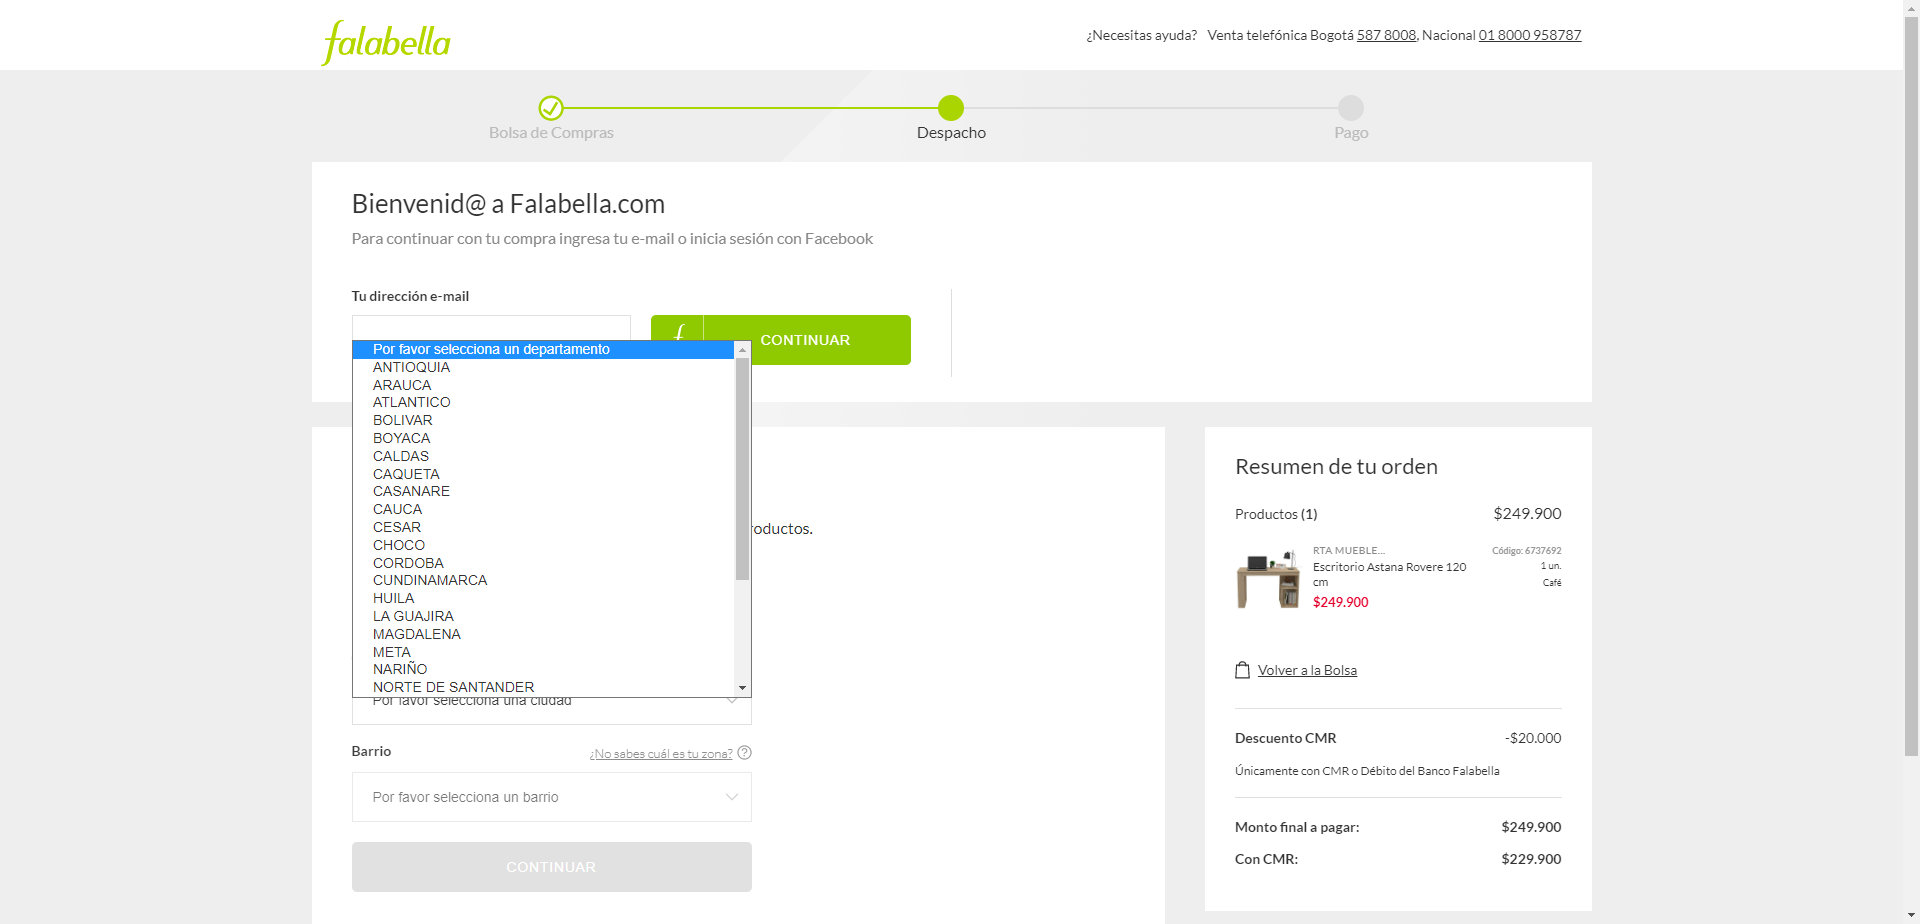 falabella
¿Necesitas ayuda? Venta telefónica Bogotá 587 8008, Nacional 01 8000 958787
Bolsa de Compras
Despacho
Pago
Bienvenid@ a Falabella.com
Para continuar con tu compra ingresa tu e-mail o inicia sesión con Facebook
Tu dirección e-mail
f
CONTINUAR
Por favor selecciona un departamento
ANTIOQUIA
ARAUCA
ATLANTICO
BOLIVAR
BOYACA
CALDAS
CAQUETA
CASANARE
CAUCA
CESAR
CHOCO
CORDOBA
CUNDINAMARCA
HUILA
LA GUAJIRA
MAGDALENA
META
NARIÑO
NORTE DE SANTANDER
oductos.
Por favor selecciona una ciudad
Barrio
¿No sabes cuál es tu zona? ?
Por favor selecciona un barrio
CONTINUAR
Resumen de tu orden
Productos (1) $249.900
RTA MUEBLE... Código: 6737692
Escritorio Astana Rovere 120 1 un.
cm Café
$249.900
Volver a la Bolsa
Descuento CMR -$20.000
Únicamente con CMR o Débito del Banco Falabella
Monto final a pagar: $249.900
Con CMR: $229.900